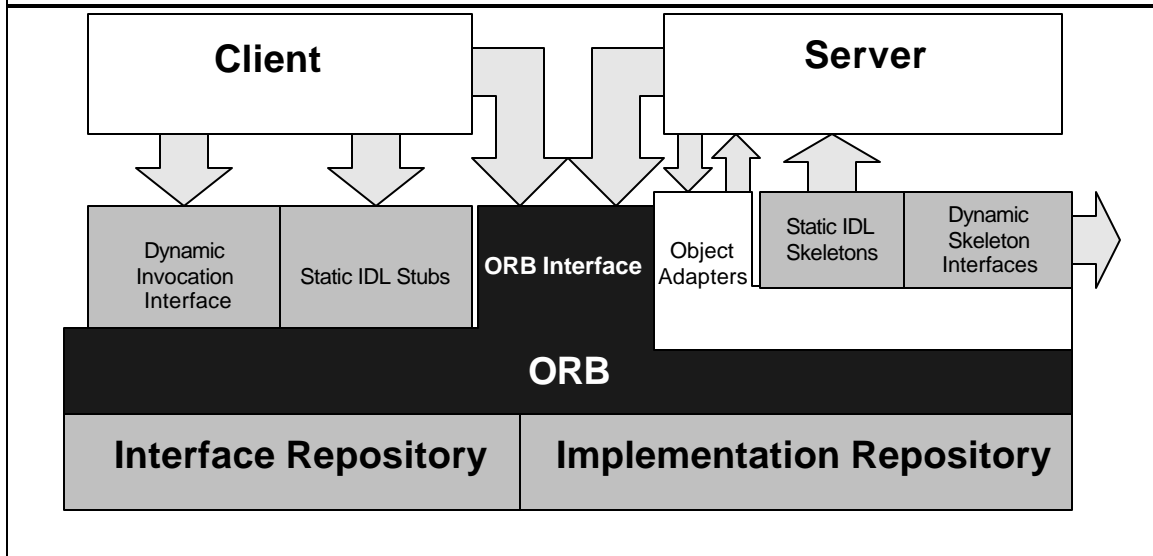 Client
Server
Dynamic
Invocation
Interface
Static IDL Stubs
ORB Interface
Object
Adapters
Static IDL
Skeletons
Dynamic
Skeleton
Interfaces
ORB
Interface Repository
Implementation Repository